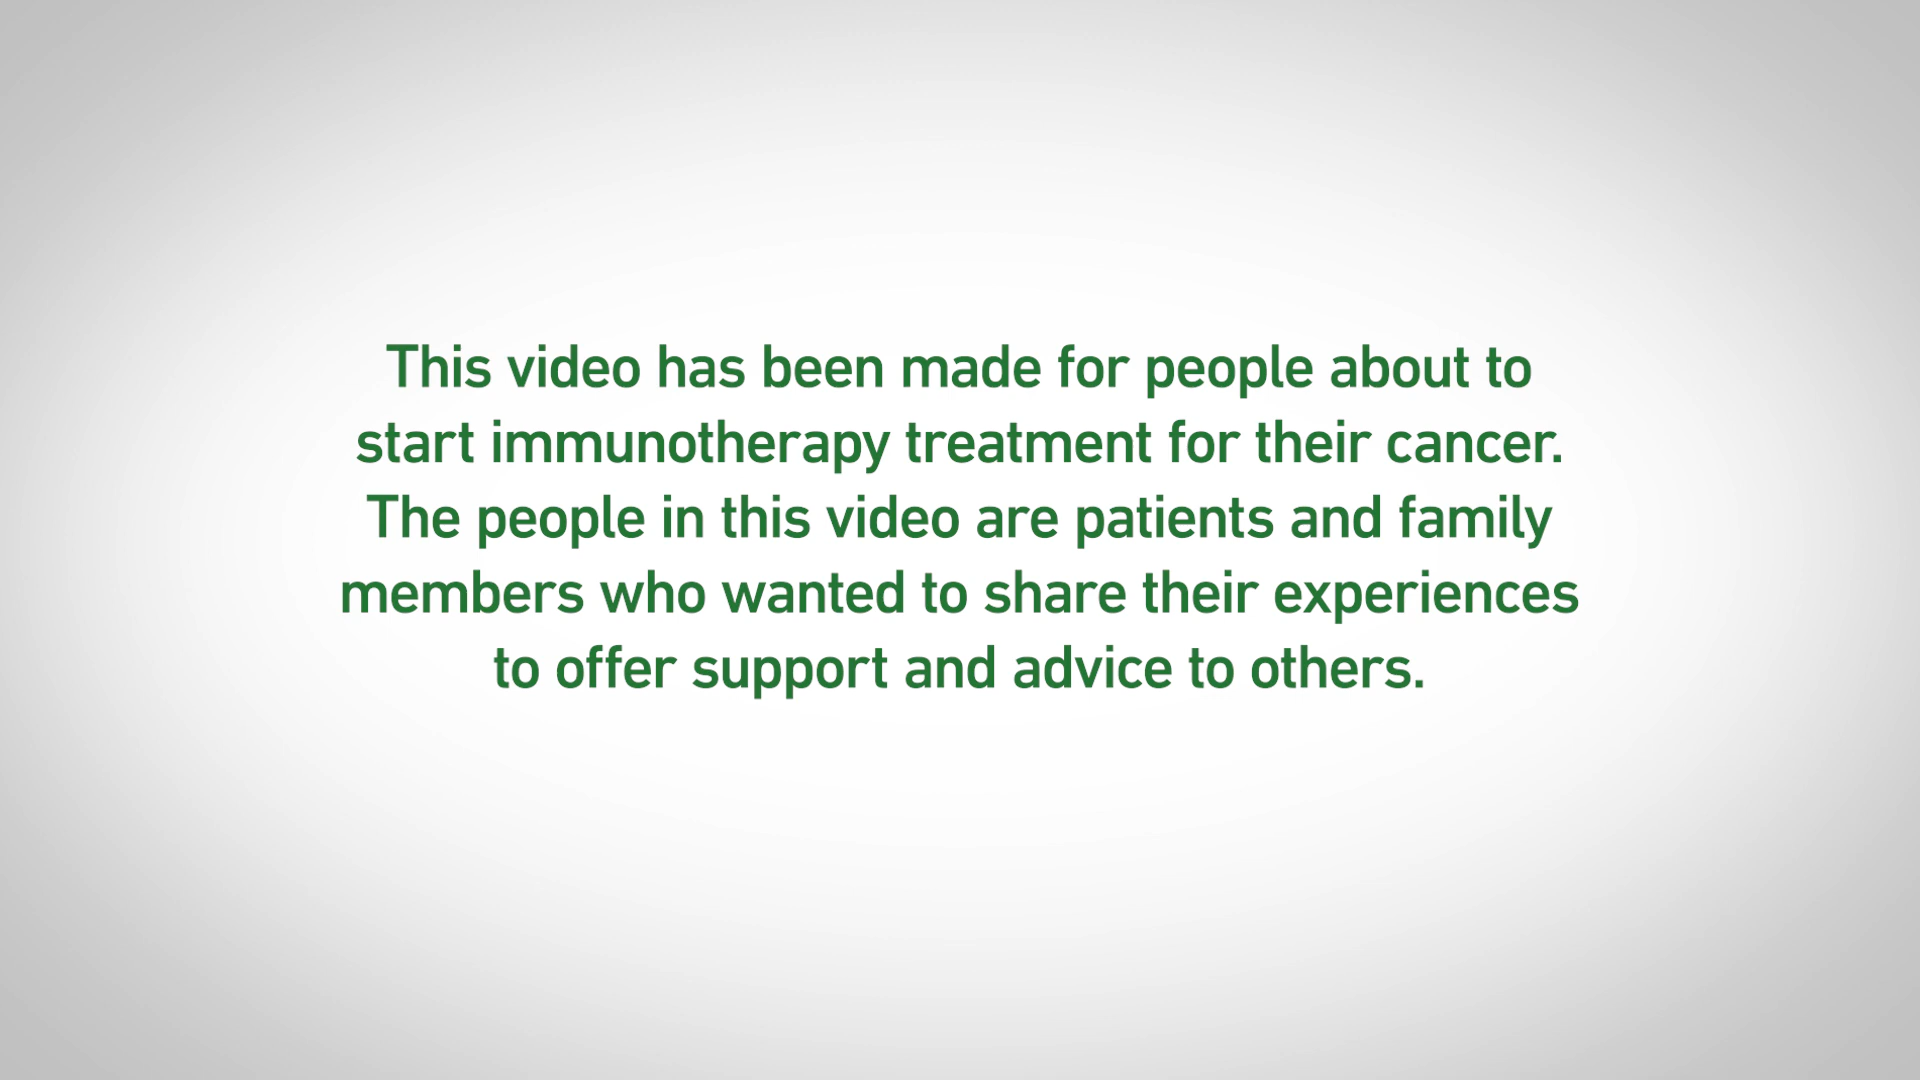 This video has been made for people about to
start immunotherapy treatment for their cancer.
The people in this video are patients and family
members who wanted to share their experiences
to offer support and advice to others.